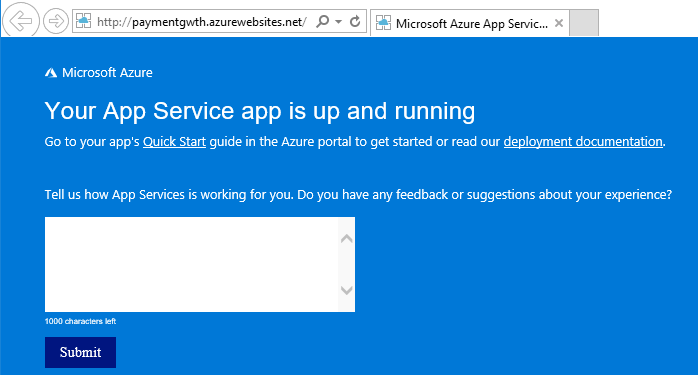 http://paymentgwth.azurewebsites.net/
Microsoft Azure App Servic...
Microsoft Azure
Your App Service app is up and running
Go to your app's Quick Start guide in the Azure portal to get started or read our deployment documentation.
Tell us how App Services is working for you. Do you have any feedback or suggestions about your experience?
1000 characters left
Submit